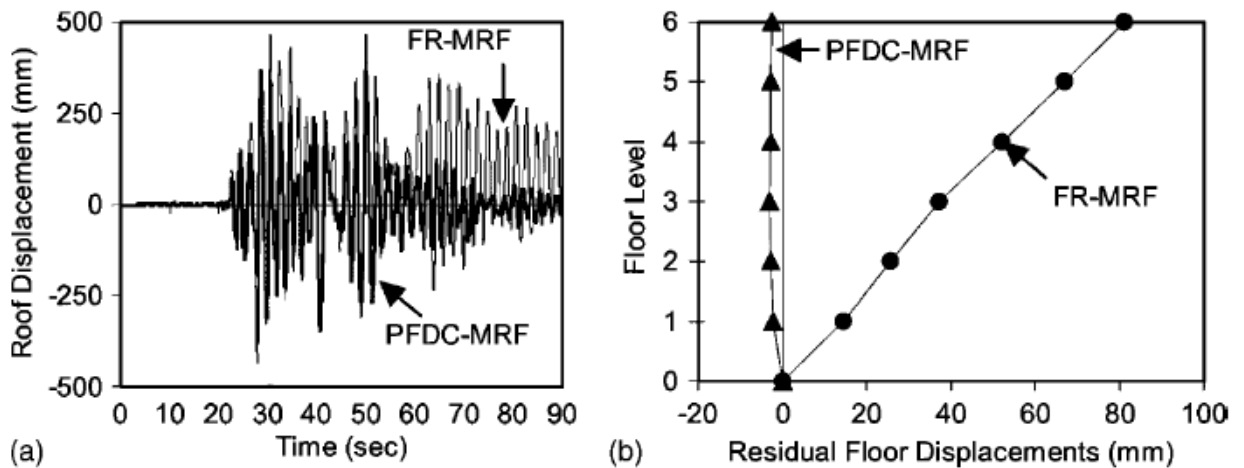 500
250
0
-250
-500
Roof Displacement (mm)
FR-MRF
PFDC-MRF
0 10 20 30 40 50 60 70 80 90
Time (sec)
(a)
6
5
4
3
2
1
0
Floor Level
PFDC-MRF
FR-MRF
-20 0 20 40 60 80 100
Residual Floor Displacements (mm)
(b)